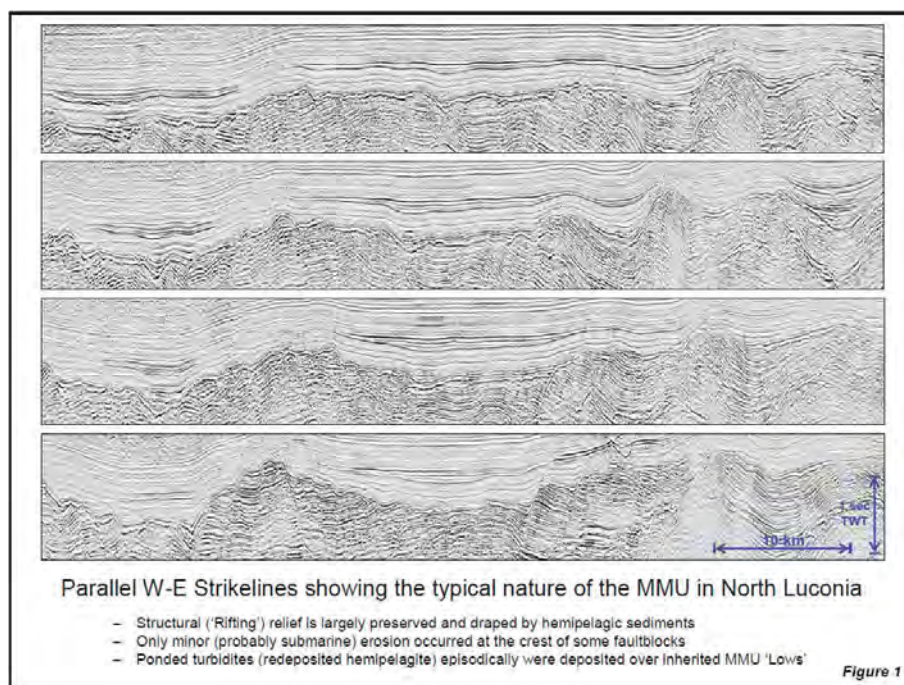 1 sec
TWT
10 km
Parallel W-E Strikelines showing the typical nature of the MMU in North Luconia
– Structural ('Rifting') relief is largely preserved and draped by hemipelagic sediments
– Only minor (probably submarine) erosion occurred at the crest of some faultblocks
– Ponded turbidites (redeposited hemipelagite) episodically were deposited over inherited MMU 'Lows'
Figure 1